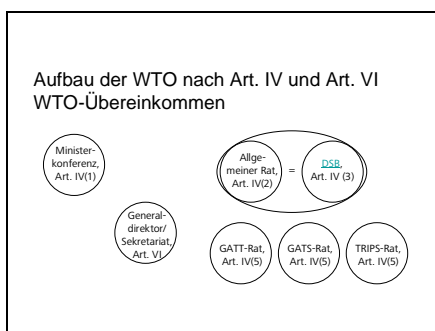 Aufbau der WTO nach Art. IV und Art. VI
WTO-Übereinkommen
Minister-
konferenz,
Art. IV(1)
Allge-
meiner Rat,
Art. IV(2)
=
DSB,
Art. IV (3)
General-
direktor/
Sekretariat,
Art. VI
GATT-Rat,
Art. IV(5)
GATS-Rat,
Art. IV(5)
TRIPS-Rat,
Art. IV(5)